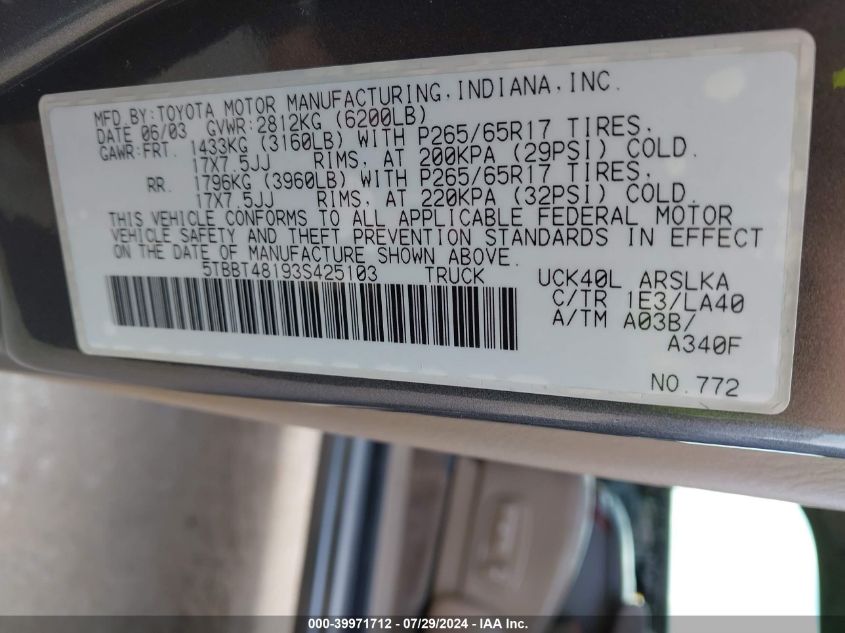 MFD.BY:TOYOTA MOTOR MANUFACTURING.INDIANA,INC.
DATE 06/03 GVWR:2812KG (6200LB)
GAWR:FRT. 1433KG (3160LB) WITH P265/65R17 TIRES,
17X7.5JJ RIMS, AT 200KPA (29PSI) COLD.
RR. 1796KG (3960LB) WITH P265/65R17 TIRES,
17X7.5JJ RIMS, AT 220KPA (32PSI) COLD.
THIS VEHICLE CONFORMS TO ALL APPLICABLE FEDERAL MOTOR
VEHICLE SAFETY AND THEFT PREVENTION STANDARDS IN EFFECT
ON THE DATE OF MANUFACTURE SHOWN ABOVE.
5TBBT48193S425103 TRUCK UCK40L ARSLKA
C/TR 1E3/LA40
A/TM A03B/
A340F
NO.772
000-39971712 - 07/29/2024 - IAA Inc.